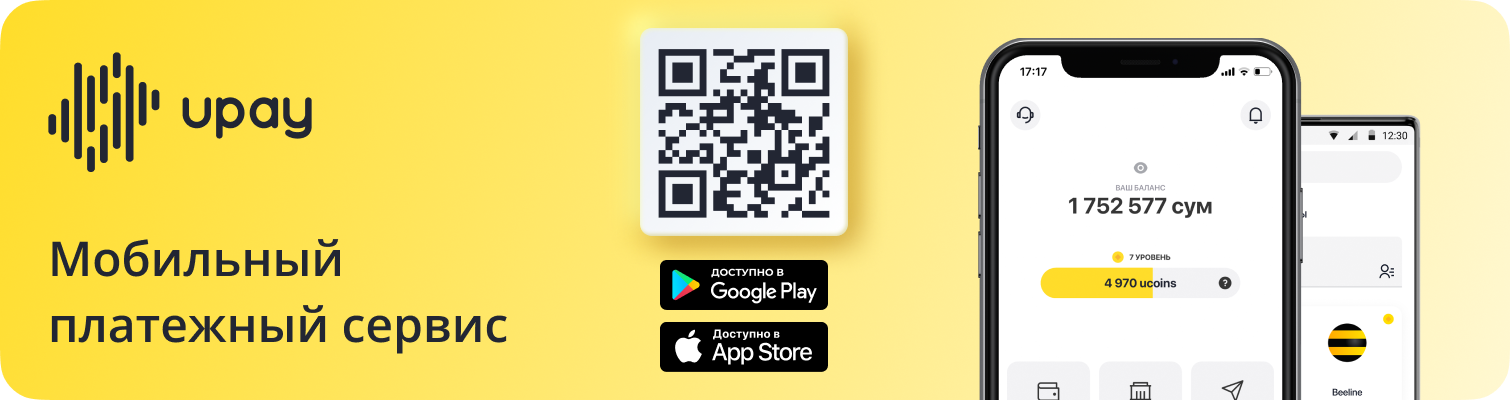 upay
Мобильный
платежный сервис
ДОСТУПНО В
Google Play
Доступно в
App Store
17:17
ВАШ БАЛАНС
1 752 577 сум
7 УРОВЕНЬ
4 970 ucoins
?
12:30
ы
Beeline